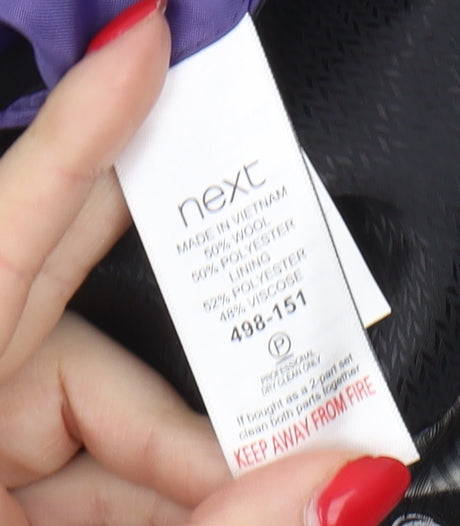 next
MADE IN VIETNAM
50% WOOL
50% POLYESTER
LINING
52% POLYESTER
48% VISCOSE
498-151
P
PROFESSIONAL
DRY CLEAN ONLY
If bought as a 2-part set
clean both parts together
KEEP AWAY FROM FIRE